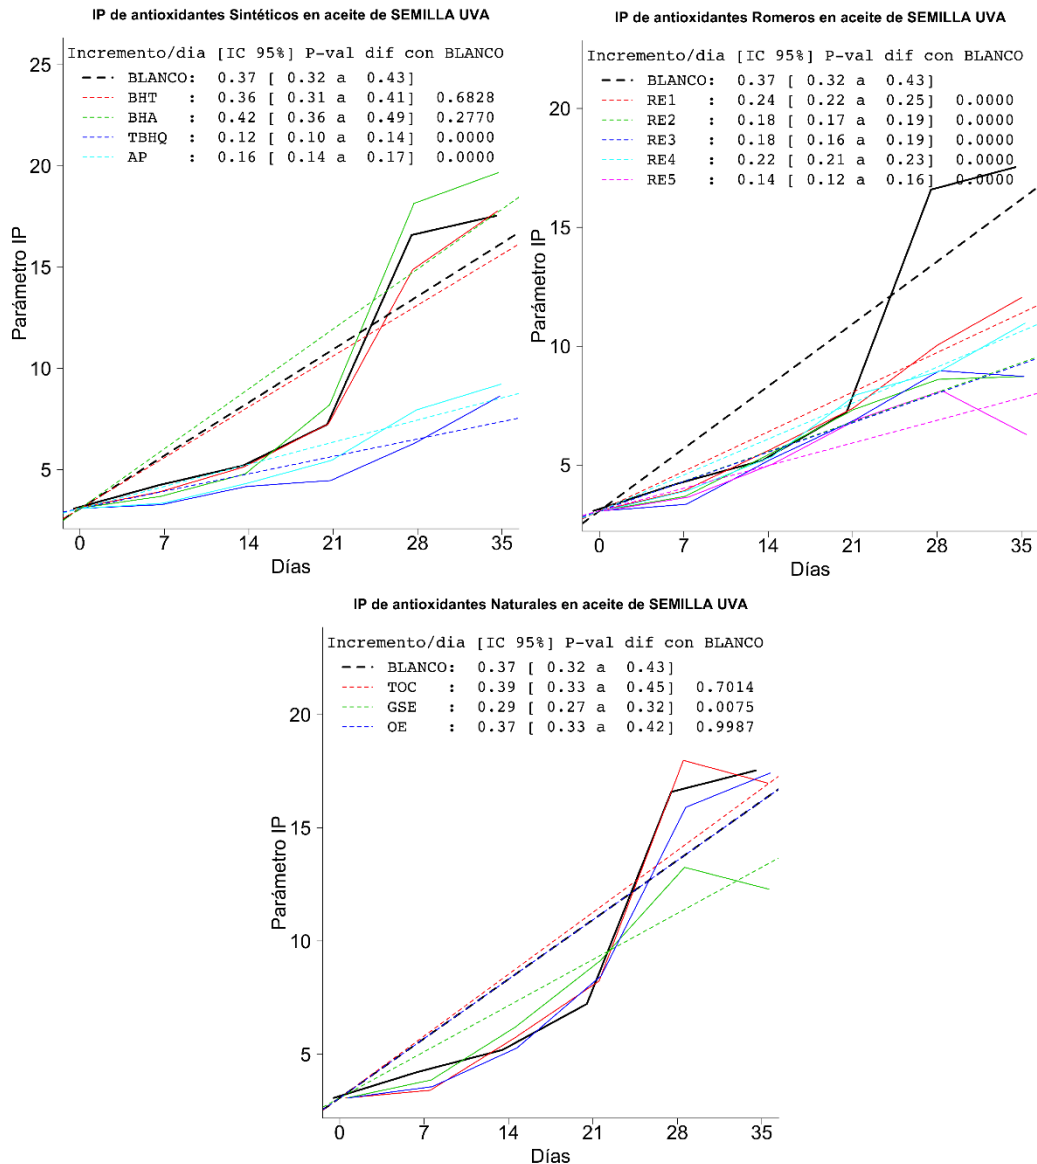 IP de antioxidantes Sintéticos en aceite de SEMILLA UVA
Incremento/dia [IC 95%] P-val dif con BLANCO
BLANCO: 0.37 [ 0.32 a 0.43]
BHT : 0.36 [ 0.31 a 0.41] 0.6828
BHA : 0.42 [ 0.36 a 0.49] 0.2770
TBHQ : 0.12 [ 0.10 a 0.14] 0.0000
AP : 0.16 [ 0.14 a 0.17] 0.0000
25
20
15
10
5
Parámetro IP
0 7 14 21 28 35
Días
IP de antioxidantes Romeros en aceite de SEMILLA UVA
Incremento/dia [IC 95%] P-val dif con BLANCO
BLANCO: 0.37 [ 0.32 a 0.43]
RE1 : 0.24 [ 0.22 a 0.25] 0.0000
RE2 : 0.18 [ 0.17 a 0.19] 0.0000
RE3 : 0.18 [ 0.16 a 0.19] 0.0000
RE4 : 0.22 [ 0.21 a 0.23] 0.0000
RE5 : 0.14 [ 0.12 a 0.16] 0.0000
20
15
10
5
Parámetro IP
0 7 14 21 28 35
Días
IP de antioxidantes Naturales en aceite de SEMILLA UVA
Incremento/dia [IC 95%] P-val dif con BLANCO
BLANCO: 0.37 [ 0.32 a 0.43]
TOC : 0.39 [ 0.33 a 0.45] 0.7014
GSE : 0.29 [ 0.27 a 0.32] 0.0075
OE : 0.37 [ 0.33 a 0.42] 0.9987
20
15
10
5
Parámetro IP
0 7 14 21 28 35
Días